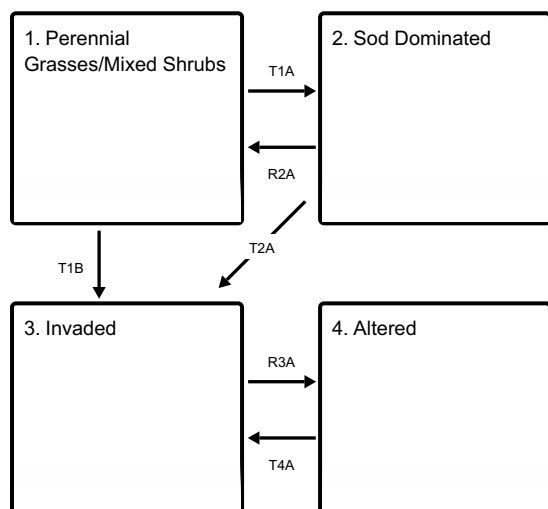 1. Perennial
Grasses/Mixed Shrubs
2. Sod Dominated
T1A
R2A
T1B
T2A
3. Invaded
4. Altered
R3A
T4A